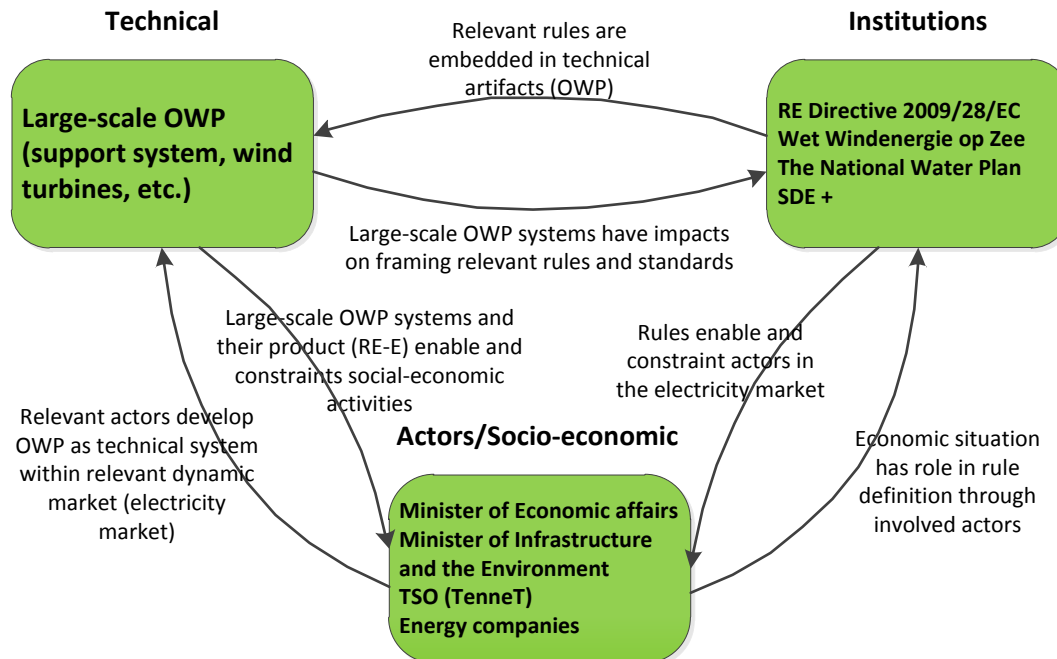 Technical
Institutions
Relevant rules are
embedded in technical
artifacts (OWP)
Large-scale OWP
(support system, wind
turbines, etc.)
RE Directive 2009/28/EC
Wet Windenergie op Zee
The National Water Plan
SDE +
Large-scale OWP systems have impacts
on framing relevant rules and standards
Large-scale OWP systems and
their product (RE-E) enable and
constraints social-economic
activities
Rules enable and
constraint actors in
the electricity market
Relevant actors develop
OWP as technical system
within relevant dynamic
market (electricity
market)
Actors/Socio-economic
Economic situation
has role in rule
definition through
involved actors
Minister of Economic affairs
Minister of Infrastructure
and the Environment
TSO (TenneT)
Energy companies